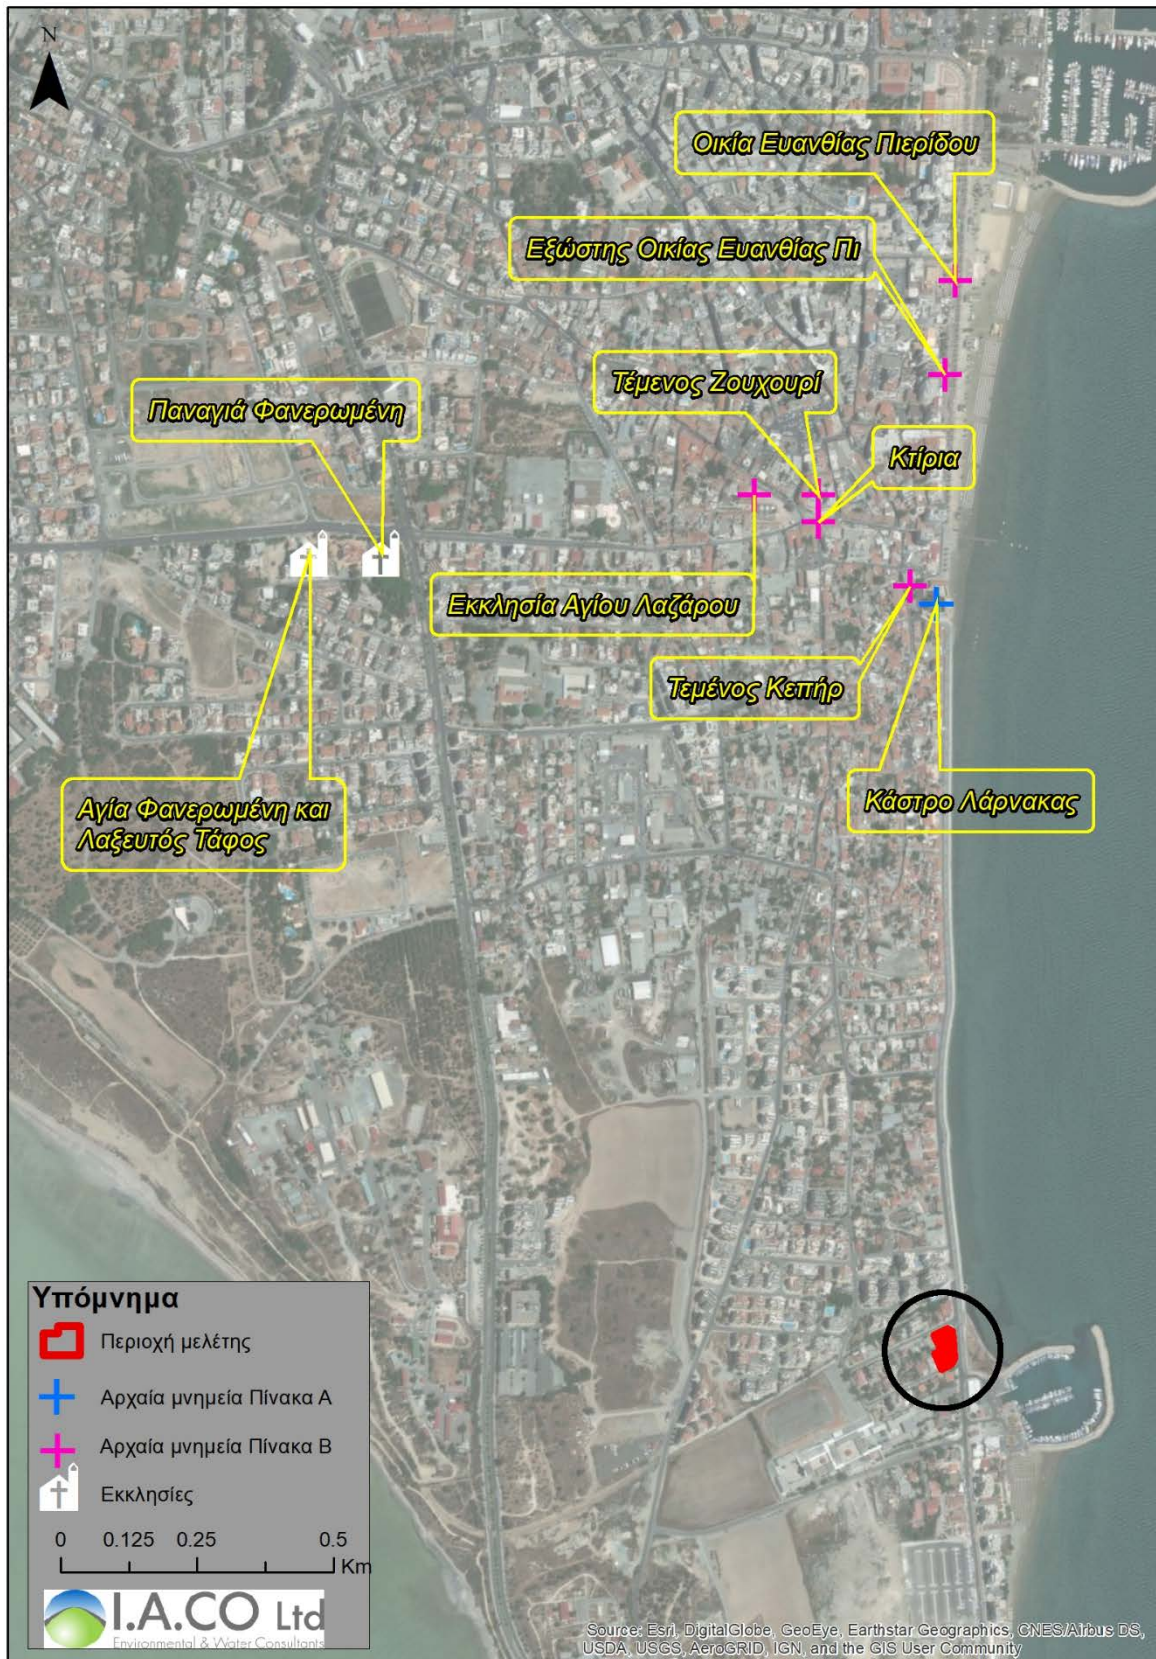 N
Οικία Ευανθίας Πιερίδου
Εξώστης Οικίας Ευανθίας Πι
Τέμενος Ζουχουρί
Παναγιά Φανερωμένη
Κτίρια
Εκκλησία Αγίου Λαζάρου
Τεμένος Κεπήρ
Αγία Φανερωμένη και
Λαξευτός Τάφος
Κάστρο Λάρνακας
Υπόμνημα
Περιοχή μελέτης
Αρχαία μνημεία Πίνακα Α
Αρχαία μνημεία Πίνακα Β
Εκκλησίες
0 0.125 0.25 0.5
Km
I.A.CO Ltd
Environmental & Water Consultants
Source: Esri, DigitalGlobe, GeoEye, Earthstar Geographics, CNES/Airbus DS,
USDA, USGS, AeroGRID, IGN, and the GIS User Community